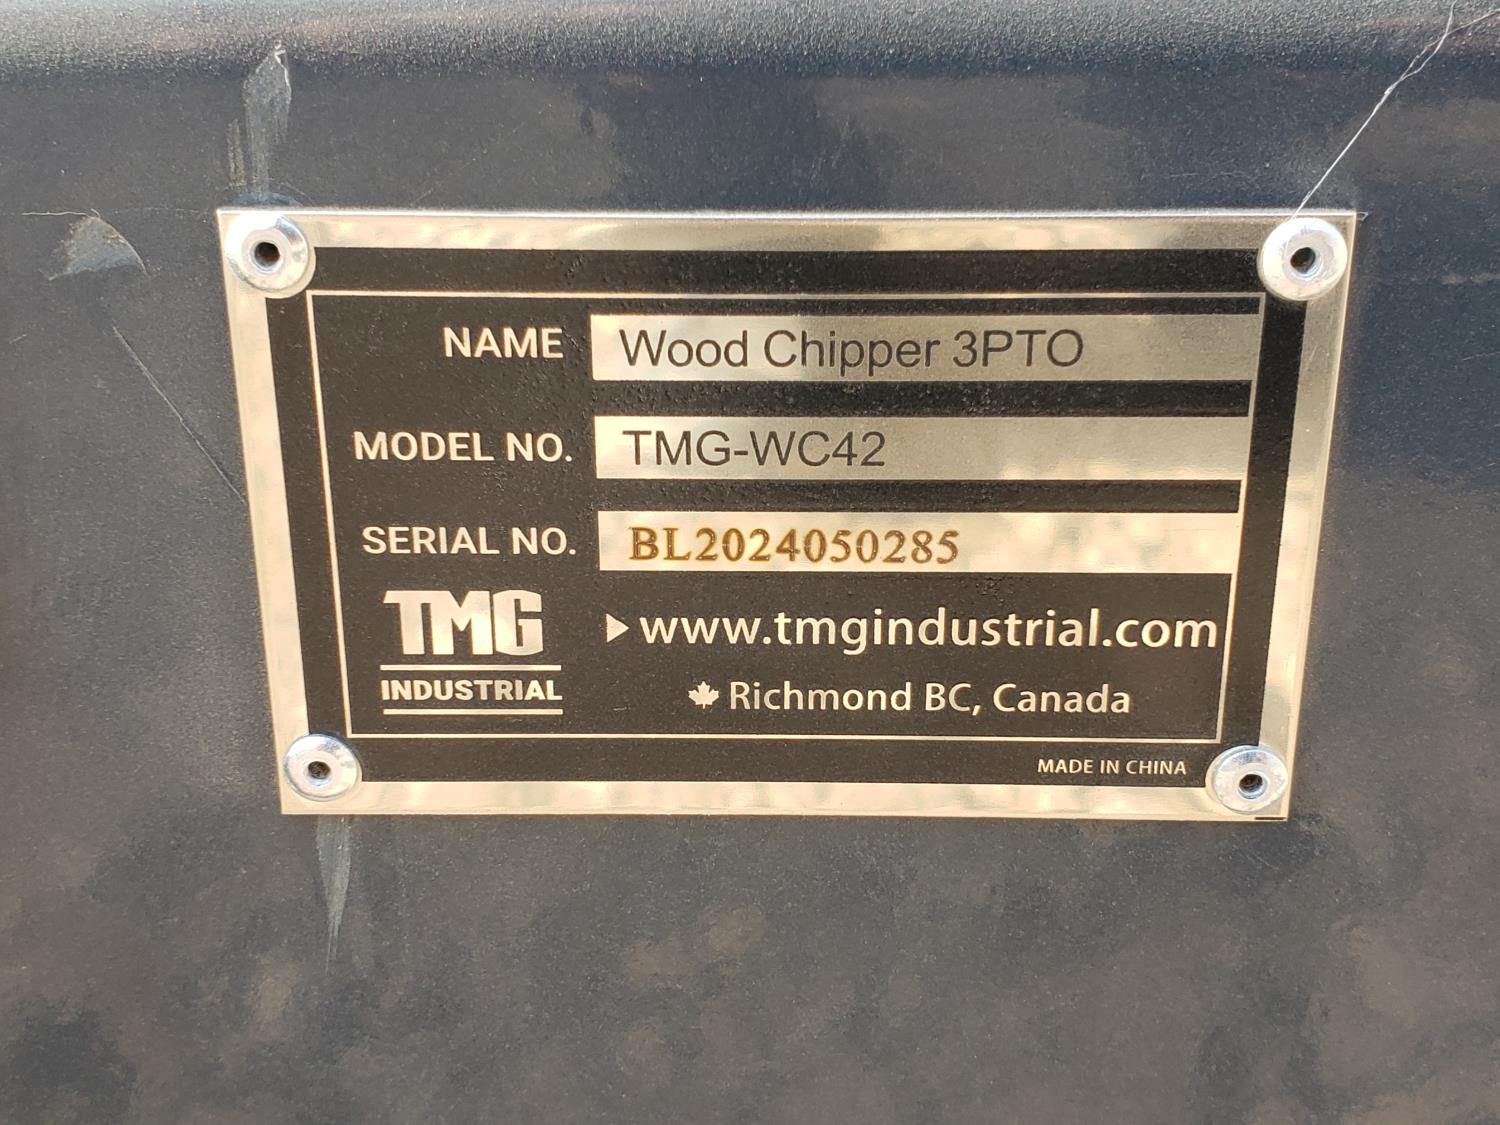 NAME Wood Chipper 3PTO
MODEL NO. TMG-WC42
SERIAL NO. BL2024050285
TMG
INDUSTRIAL
www.tmgindustrial.com
Richmond BC, Canada
MADE IN CHINA